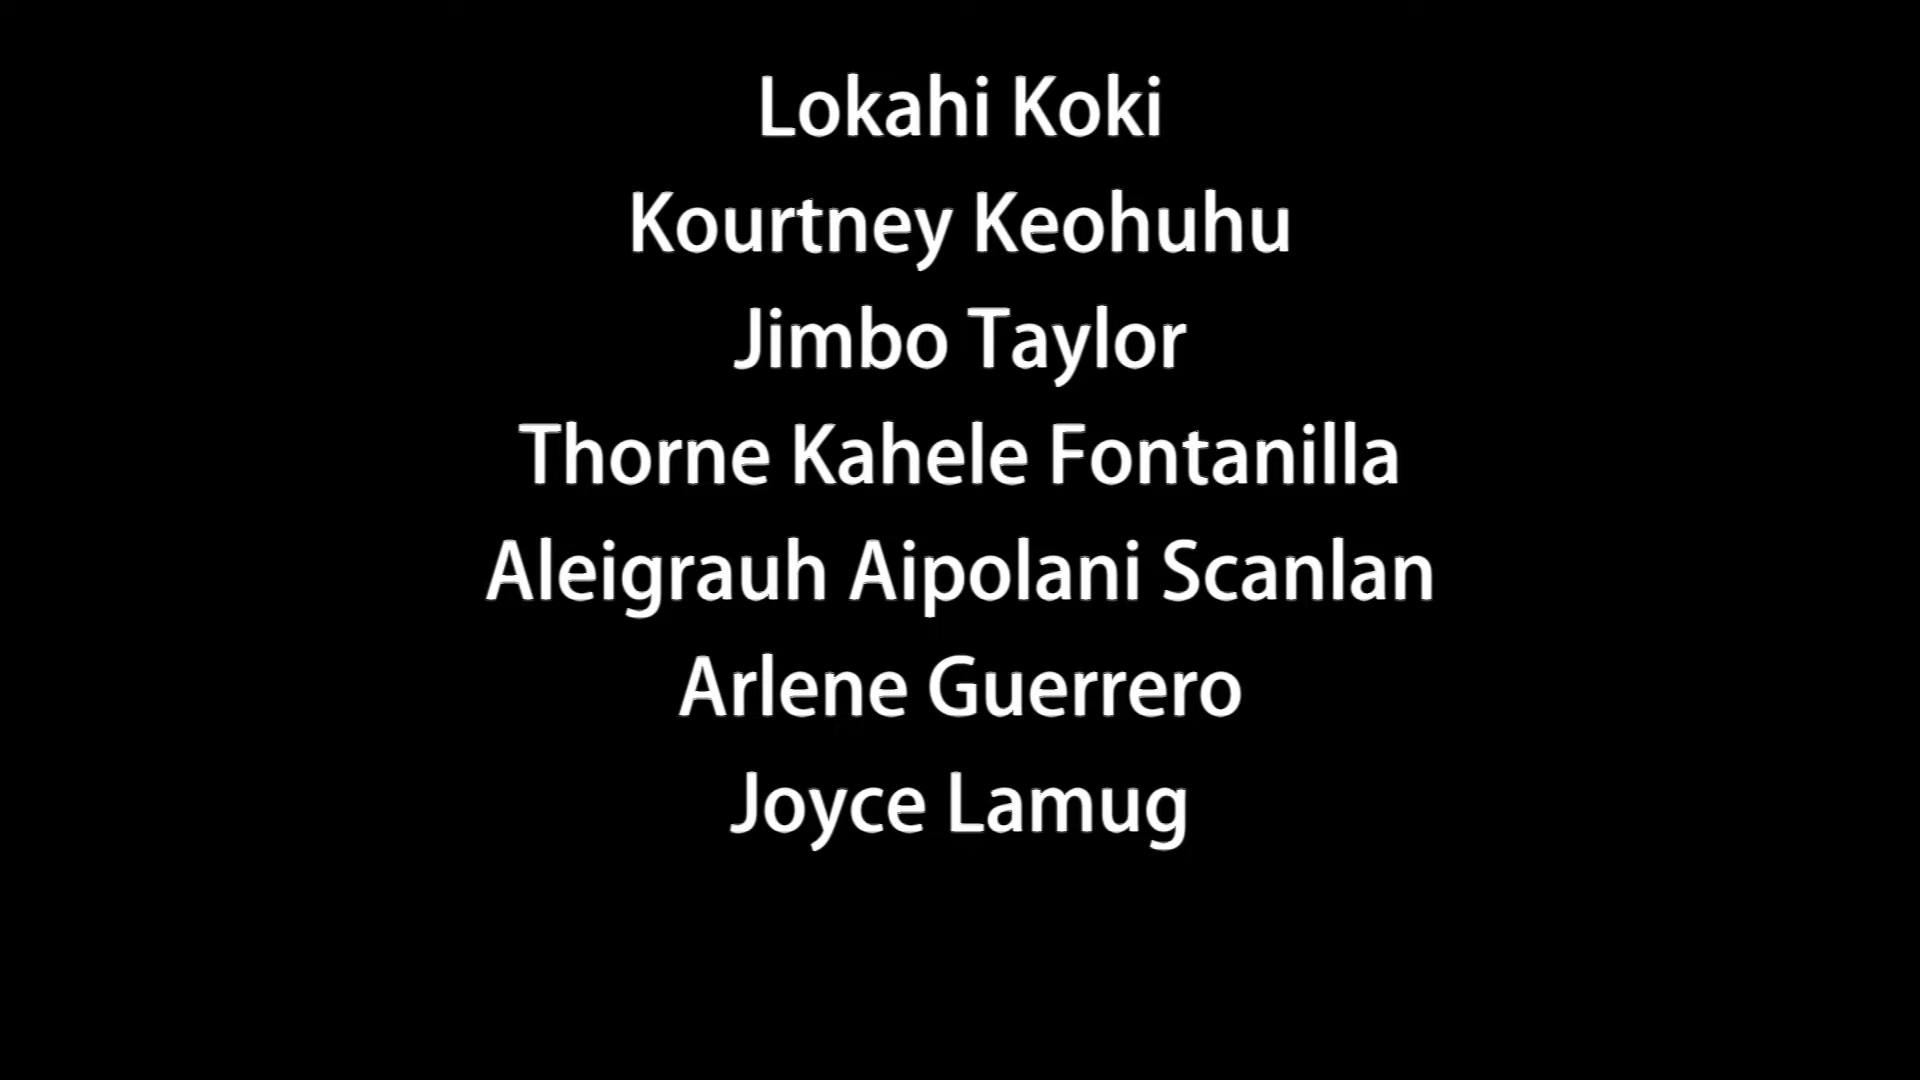 Lokahi Koki
Kourtney Keohuhu
Jimbo Taylor
Thorne Kahele Fontanilla
Aleigrauh Aipolani Scanlan
Arlene Guerrero
Joyce Lamug